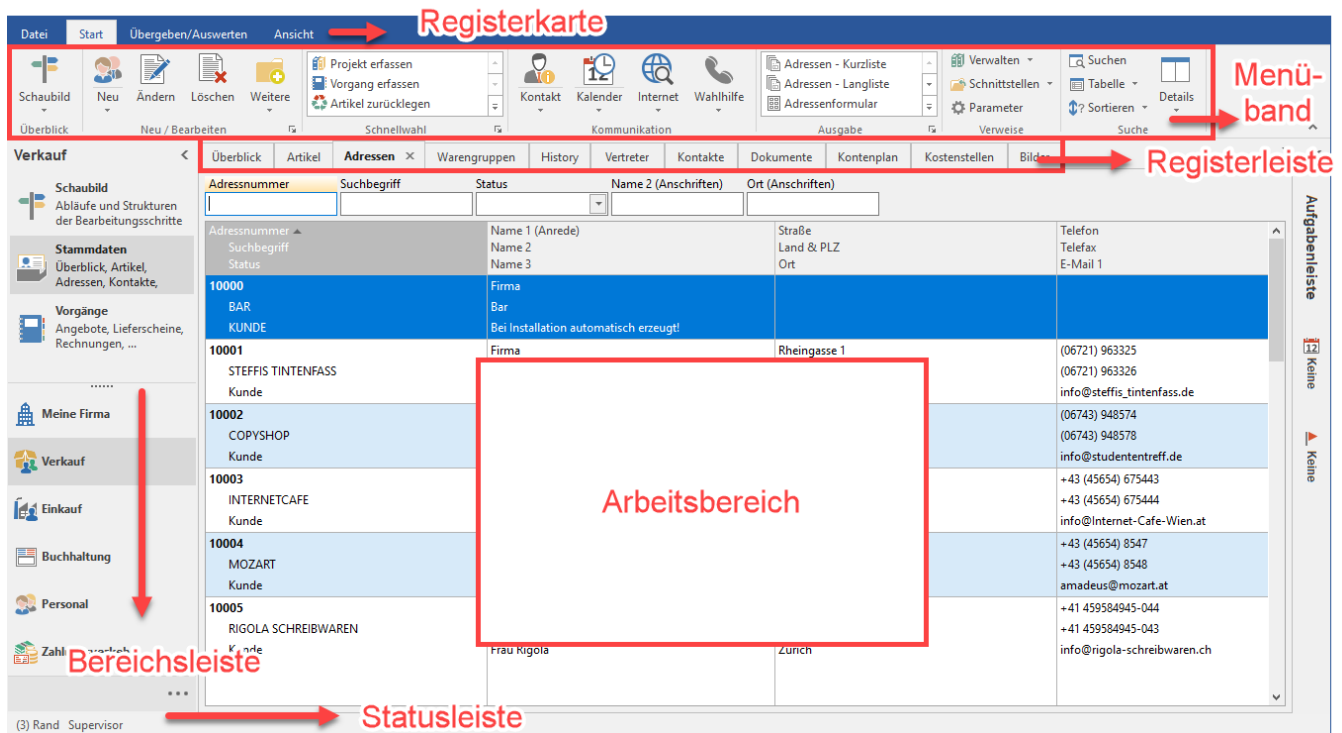 Registerkarte
Datei Start Übergeben/Auswerten Ansicht
Schaubild Neu Ändern Löschen Weitere
Projekt erfassen
Vorgang erfassen
Artikel zurücklegen
Kontakt Kalender Internet Wahlhilfe
12
Adressen - Kurzliste
Adressen - Langliste
Adressenformular
Verwalten
Schnittstellen
Parameter
Suchen
Tabelle
Sortieren
Details
Menü-
band
Überblick Neu / Bearbeiten Schnellwahl Kommunikation Ausgabe Verweise Suche
Verkauf
Überblick Artikel Adressen × Warengruppen History Vertreter Kontakte Dokumente Kontenplan Kostenstellen
Registerleiste
Schaubild
Abläufe und Strukturen
der Bearbeitungsschritte
Stammdaten
Überblick, Artikel,
Adressen, Kontakte,
Vorgänge
Angebote, Lieferscheine,
Rechnungen, ...
Meine Firma
Verkauf
Einkauf
Buchhaltung
Personal
Bereichsleiste
Adressnummer Suchbegriff Status Name 2 (Anschriften) Ort (Anschriften)
Adressnummer Name 1 (Anrede) Straße Telefon
Suchbegriff Name 2 Land & PLZ Telefax
Status Name 3 Ort E-Mail 1
10000 Firma
BAR Bar
KUNDE Bei Installation automatisch erzeugt!
10001 Firma Rheingasse 1 (06721) 963325
STEFFIS TINTENFASS (06721) 963326
Kunde info@steffis_tintenfass.de
10002 (06743) 948574
COPYSHOP (06743) 948578
Kunde info@studententreff.de
10003 +43 (45654) 675443
INTERNETCAFE +43 (45654) 675444
Kunde info@Internet-Cafe-Wien.at
10004 +43 (45654) 8547
MOZART +43 (45654) 8548
Kunde amadeus@mozart.at
10005 +41 459584945-044
RIGOLA SCHREIBWAREN +41 459584945-043
Kunde Frau Rigola Zürich info@rigola-schreibwaren.ch
Arbeitsbereich
Aufgabenleiste
12 Keine
Keine
(3) Rand Supervisor
Statusleiste